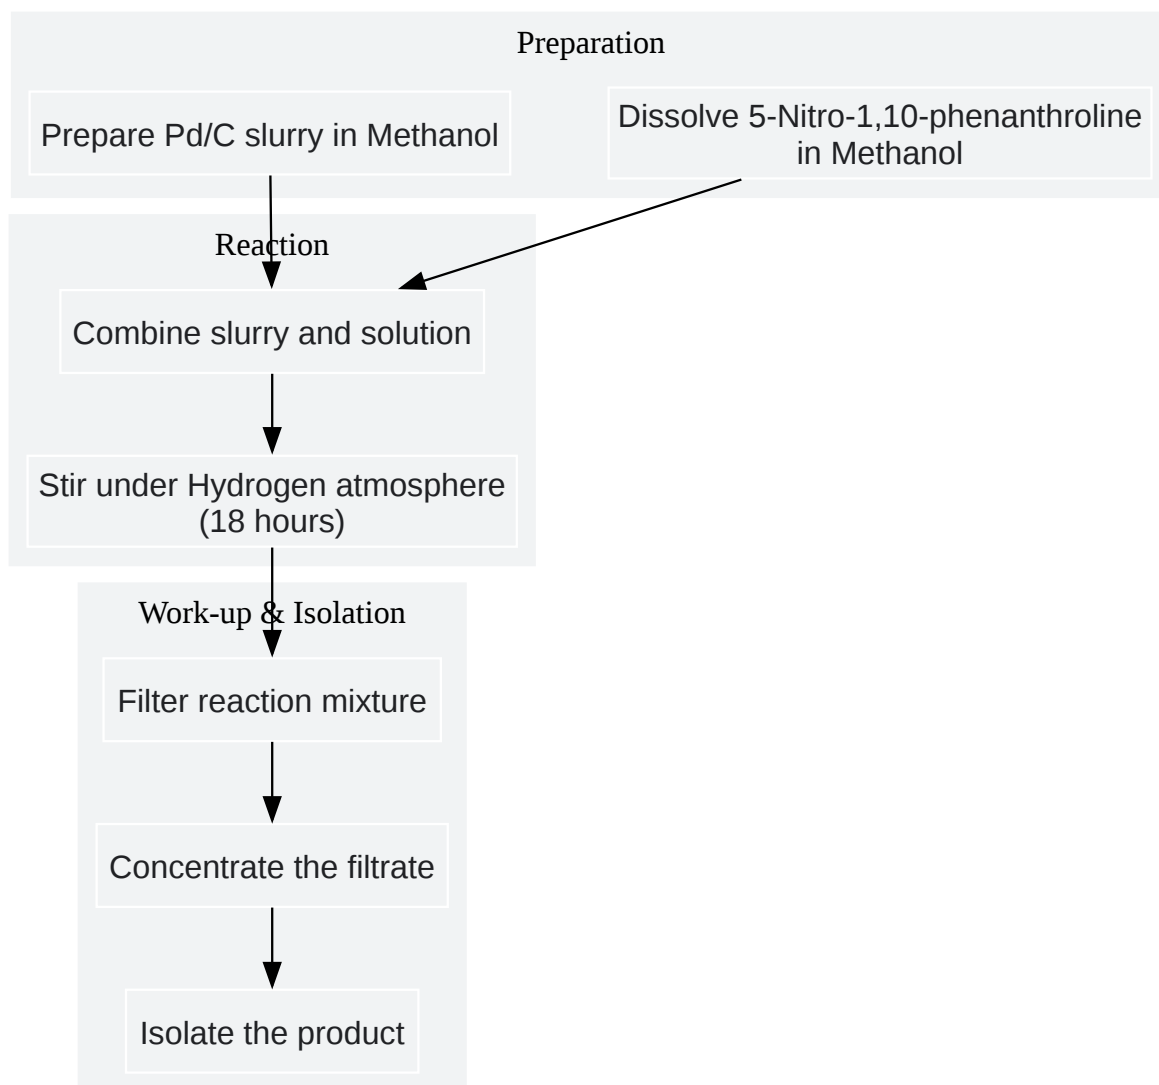 Preparation
Prepare Pd/C slurry in Methanol
Dissolve 5-Nitro-1,10-phenanthroline
in Methanol
Reaction
Combine slurry and solution
Stir under Hydrogen atmosphere
(18 hours)
Work-up & Isolation
Filter reaction mixture
Concentrate the filtrate
Isolate the product